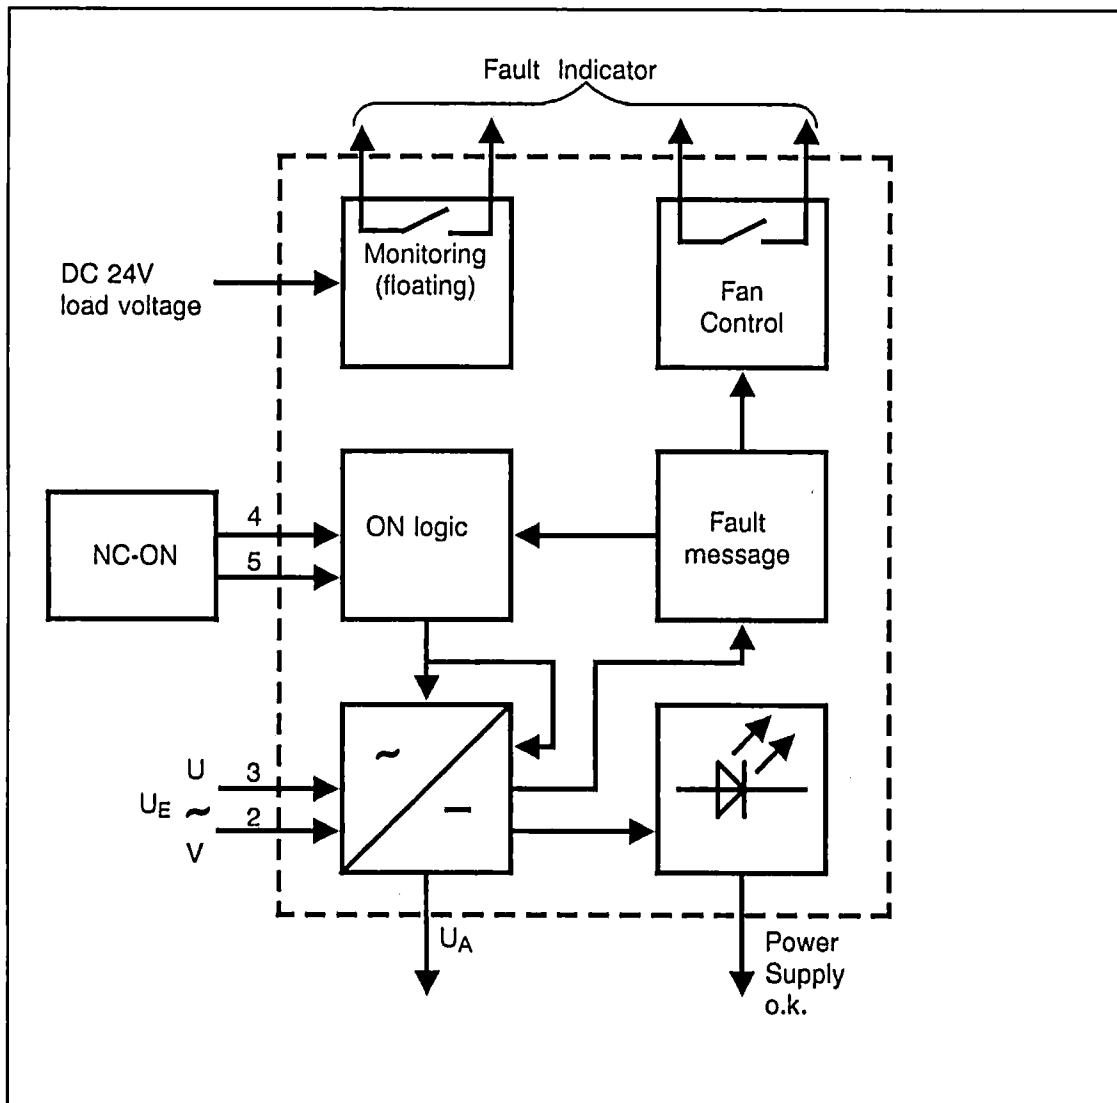 Fault Indicator
DC 24V
load voltage
Monitoring
(floating)
Fan
Control
NC-ON
4
5
ON logic
Fault
message
U
3
UE
~
2
V
~
–
UA
Power
Supply
o.k.